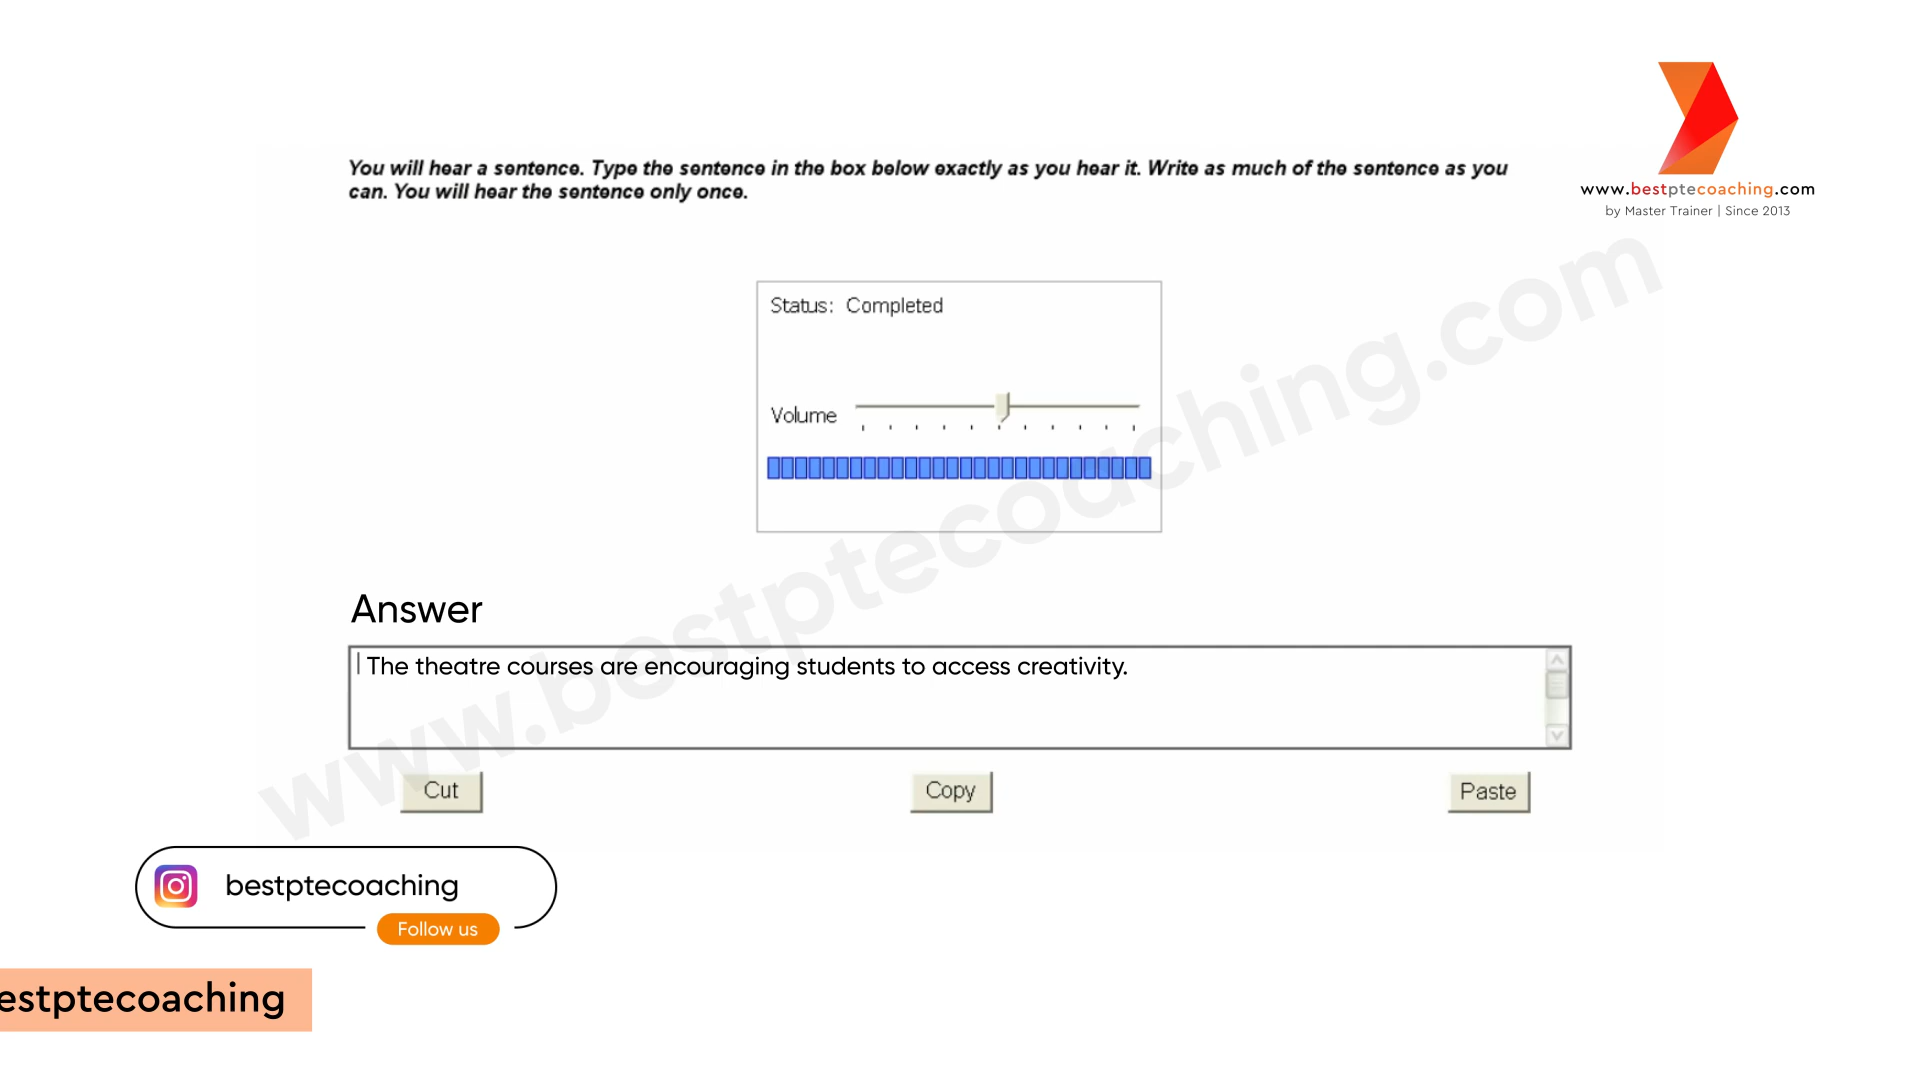 You will hear a sentence. Type the sentence in the box below exactly as you hear it. Write as much of the sentence as you
can. You will hear the sentence only once.
www.bestptecoaching.com
by Master Trainer | Since 2013
Status: Completed
Volume
www.bestptecoaching.com
Answer
The theatre courses are encouraging students to access creativity.
Cut
Copy
Paste
bestptecoaching
Follow us
estptecoaching